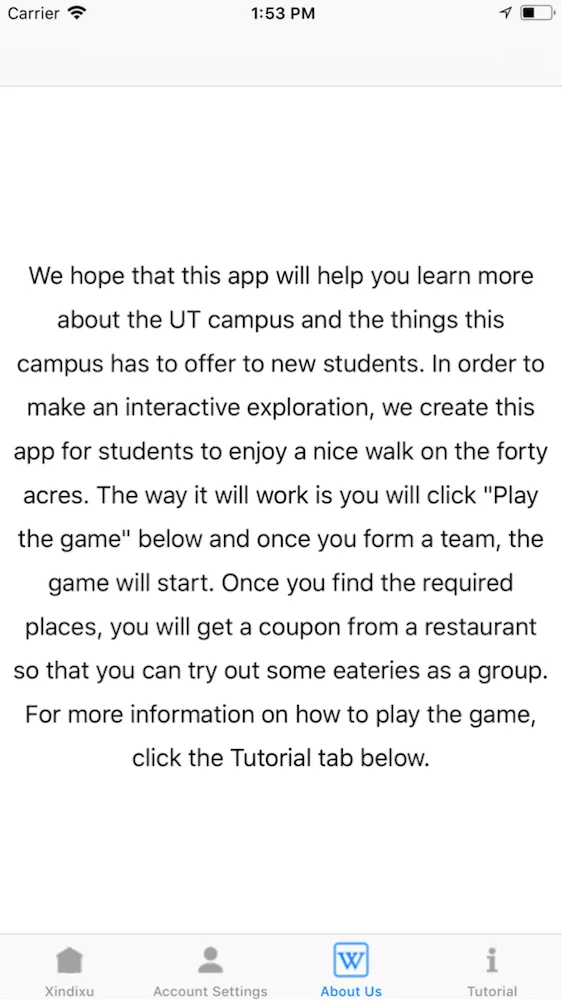 Carrier 1:53 PM
We hope that this app will help you learn more
about the UT campus and the things this
campus has to offer to new students. In order to
make an interactive exploration, we create this
app for students to enjoy a nice walk on the forty
acres. The way it will work is you will click "Play
the game" below and once you form a team, the
game will start. Once you find the required
places, you will get a coupon from a restaurant
so that you can try out some eateries as a group.
For more information on how to play the game,
click the Tutorial tab below.
W
Xindixu Account Settings About Us Tutorial